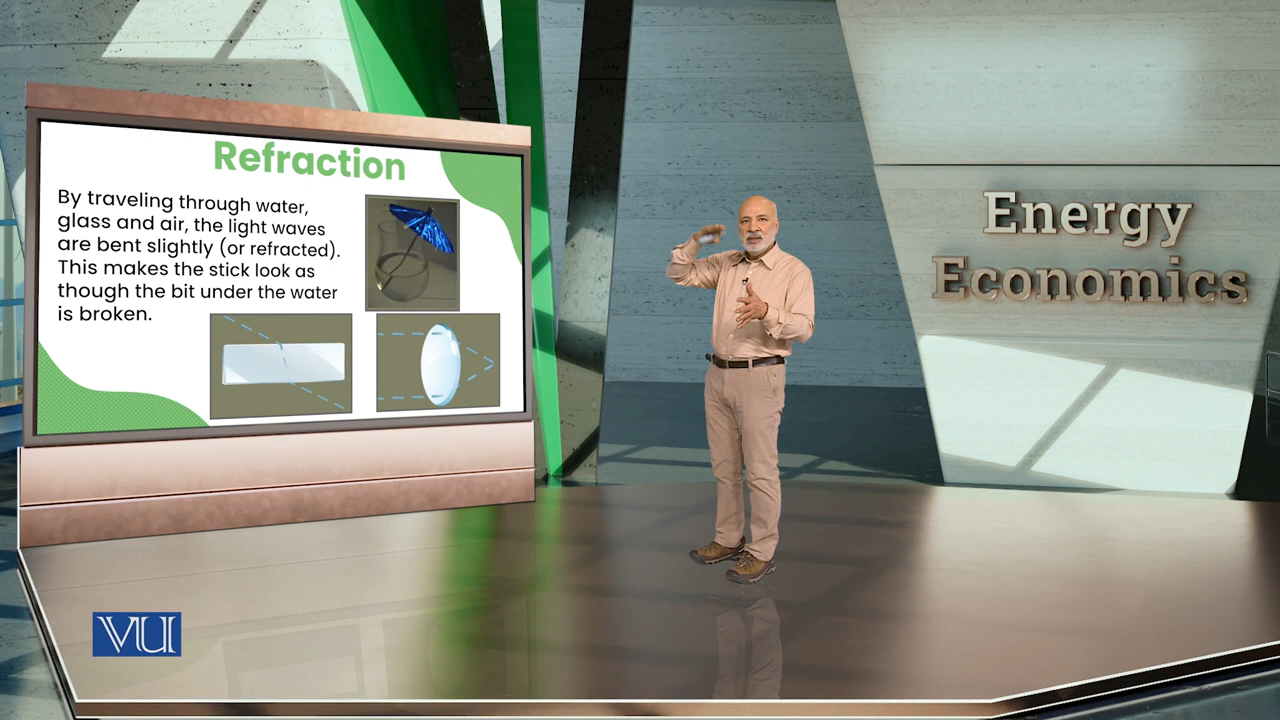 Refraction
By traveling through water,
glass and air, the light waves
are bent slightly (or refracted).
This makes the stick look as
though the bit under the water
is broken.
Energy
Economics
VU